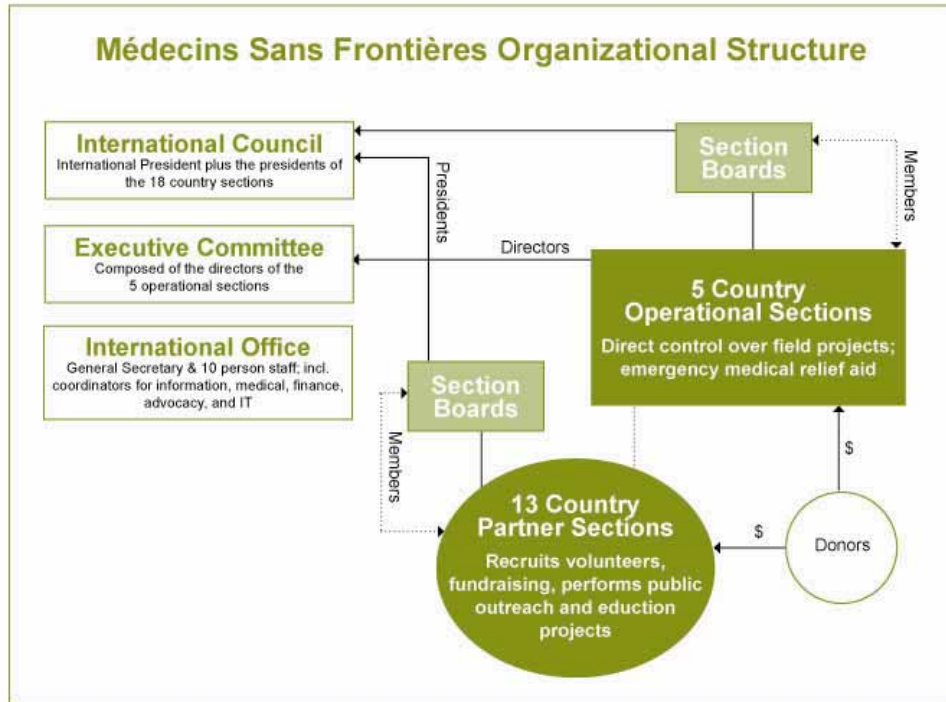 Médecins Sans Frontières Organizational Structure
International Council
International President plus the presidents of
the 18 country sections
Executive Committee
Composed of the directors of the
5 operational sections
International Office
General Secretary & 10 person staff; incl.
coordinators for information, medical, finance,
advocacy, and IT
Presidents
Directors
Section
Boards
Members
5 Country
Operational Sections
Direct control over field projects;
emergency medical relief aid
Section
Boards
Members
13 Country
Partner Sections
Recruits volunteers,
fundraising, performs public
outreach and eduction
projects
$
$
Donors